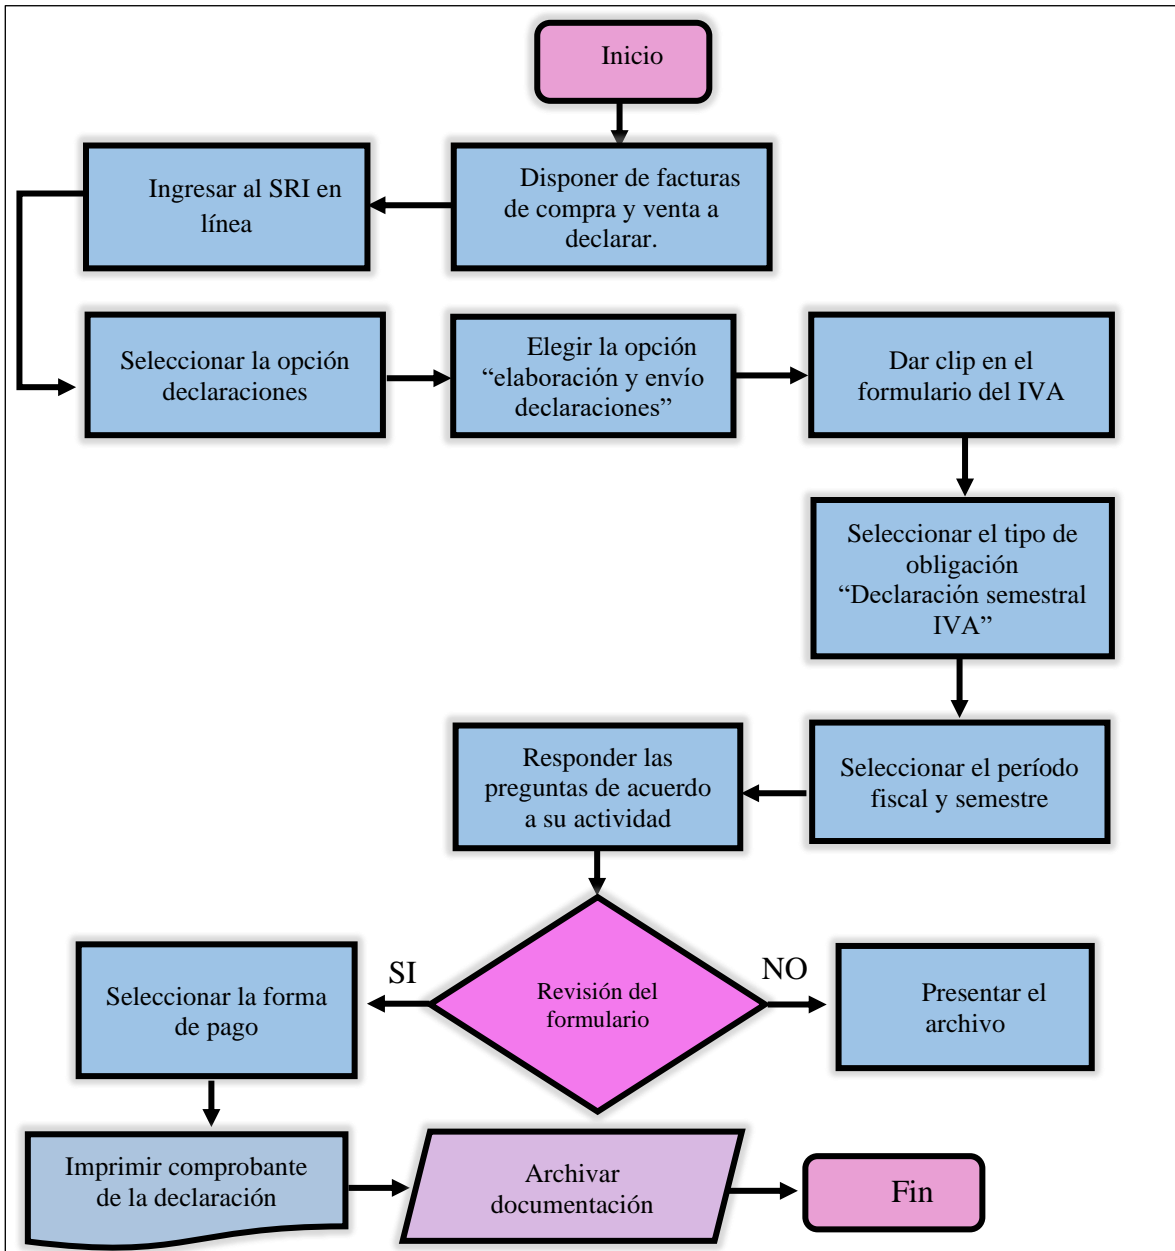 Inicio
Disponer de facturas
de compra y venta a
declarar.
Ingresar al SRI en
línea
Seleccionar la opción
declaraciones
Elegir la opción
“elaboración y envío
declaraciones”
Dar clip en el
formulario del IVA
Seleccionar el tipo de
obligación
“Declaración semestral
IVA”
Seleccionar el período
fiscal y semestre
Responder las
preguntas de acuerdo
a su actividad
Revisión del
formulario
SI
NO
Seleccionar la forma
de pago
Presentar el
archivo
Imprimir comprobante
de la declaración
Archivar
documentación
Fin